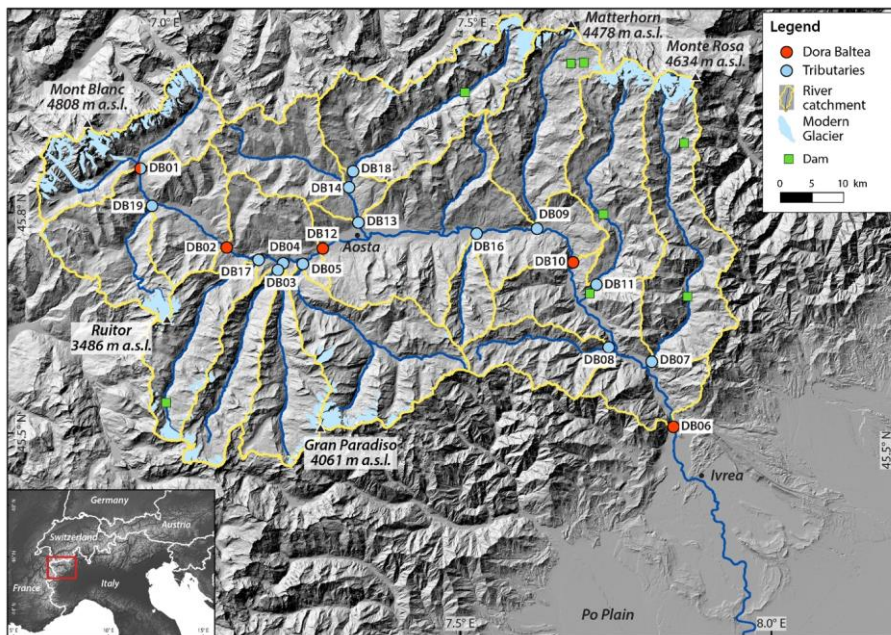 7.0° E
7.5° E
Matterhorn
4478 m a.s.l.
Monte Rosa
4634 m a.s.l.
Mont Blanc
4808 m a.s.l.
Legend
Dora Baltea
Tributaries
River
catchment
Modern
Glacier
Dam
0 5 10 km
45.8° N
45.8° N
DB01
DB18
DB14
DB19
DB13
DB12
Aosta
DB09
DB16
DB02
DB04
DB05
DB17
DB03
DB10
DB11
Ruitor
3486 m a.s.l.
DB08
DB07
DB06
45.5° N
45.5° N
Gran Paradiso
4061 m a.s.l.
Ivrea
Po Plain
7.5° E
8.0° E
Germany
Switzerland
Austria
Italy
France